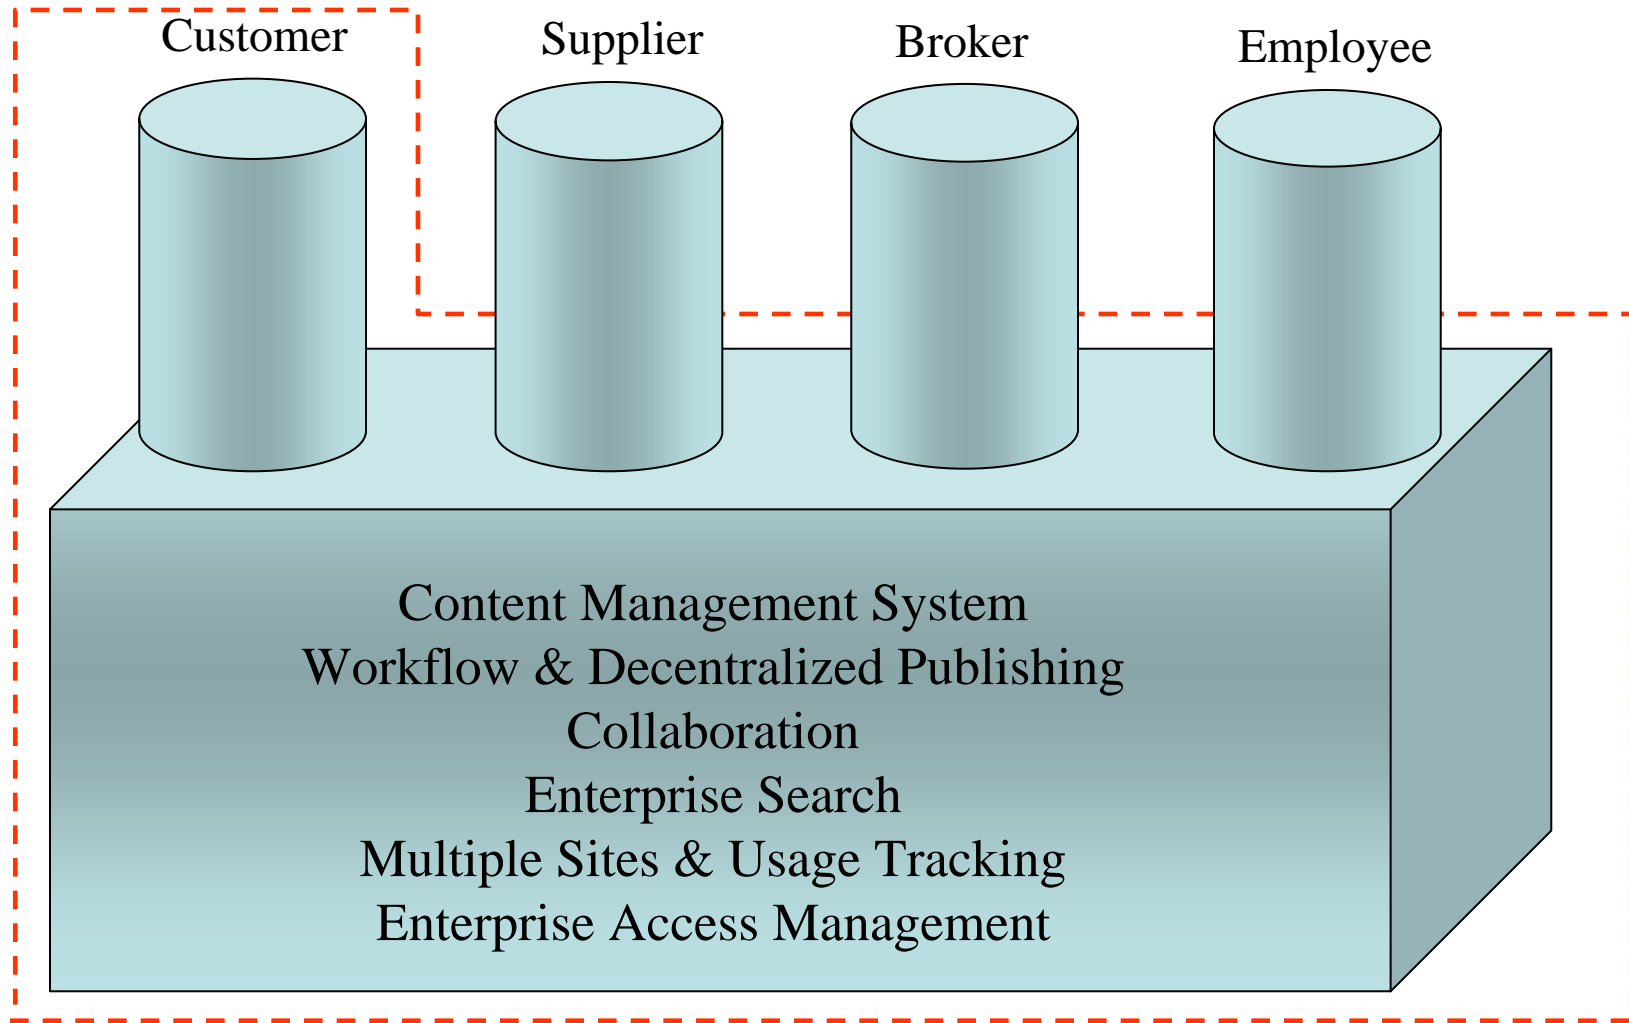 Customer
Supplier
Broker
Employee
Content Management System
Workflow & Decentralized Publishing
Collaboration
Enterprise Search
Multiple Sites & Usage Tracking
Enterprise Access Management